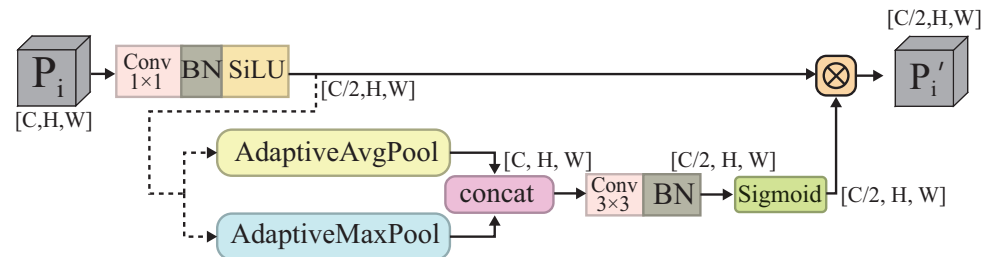 [C/2,H,W]
P_i
Conv
1×1
BN
SiLU
P_i′
[C,H,W]
[C/2,H,W]
AdaptiveAvgPool
[C, H, W]
[C/2, H, W]
concat
Conv
3×3
BN
Sigmoid
[C/2, H, W]
AdaptiveMaxPool